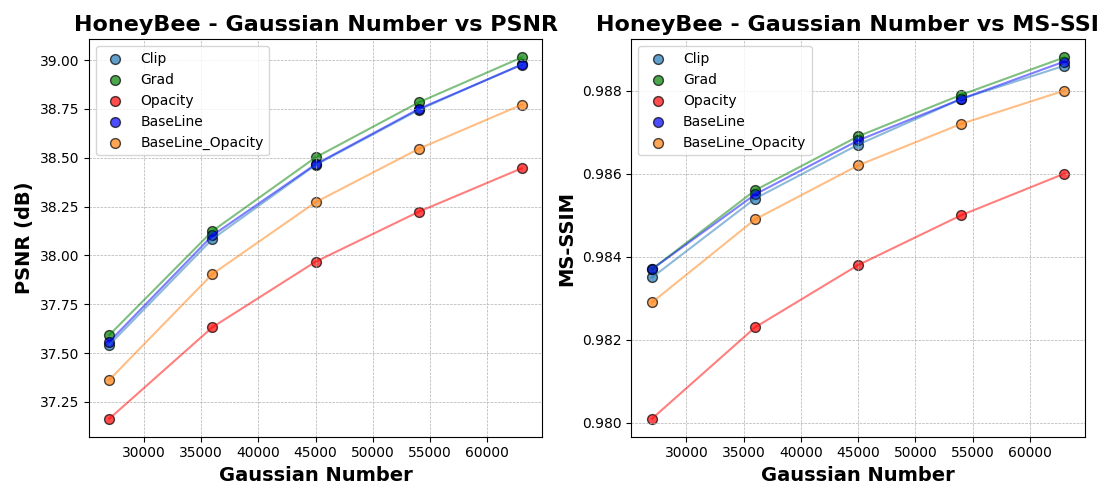 HoneyBee - Gaussian Number vs PSNR
PSNR (dB)
39.00
38.75
38.50
38.25
38.00
37.75
37.50
37.25
Clip
Grad
Opacity
BaseLine
BaseLine_Opacity
30000 35000 40000 45000 50000 55000 60000
Gaussian Number
HoneyBee - Gaussian Number vs MS-SSI
MS-SSIM
0.988
0.986
0.984
0.982
0.980
Clip
Grad
Opacity
BaseLine
BaseLine_Opacity
30000 35000 40000 45000 50000 55000 60000
Gaussian Number